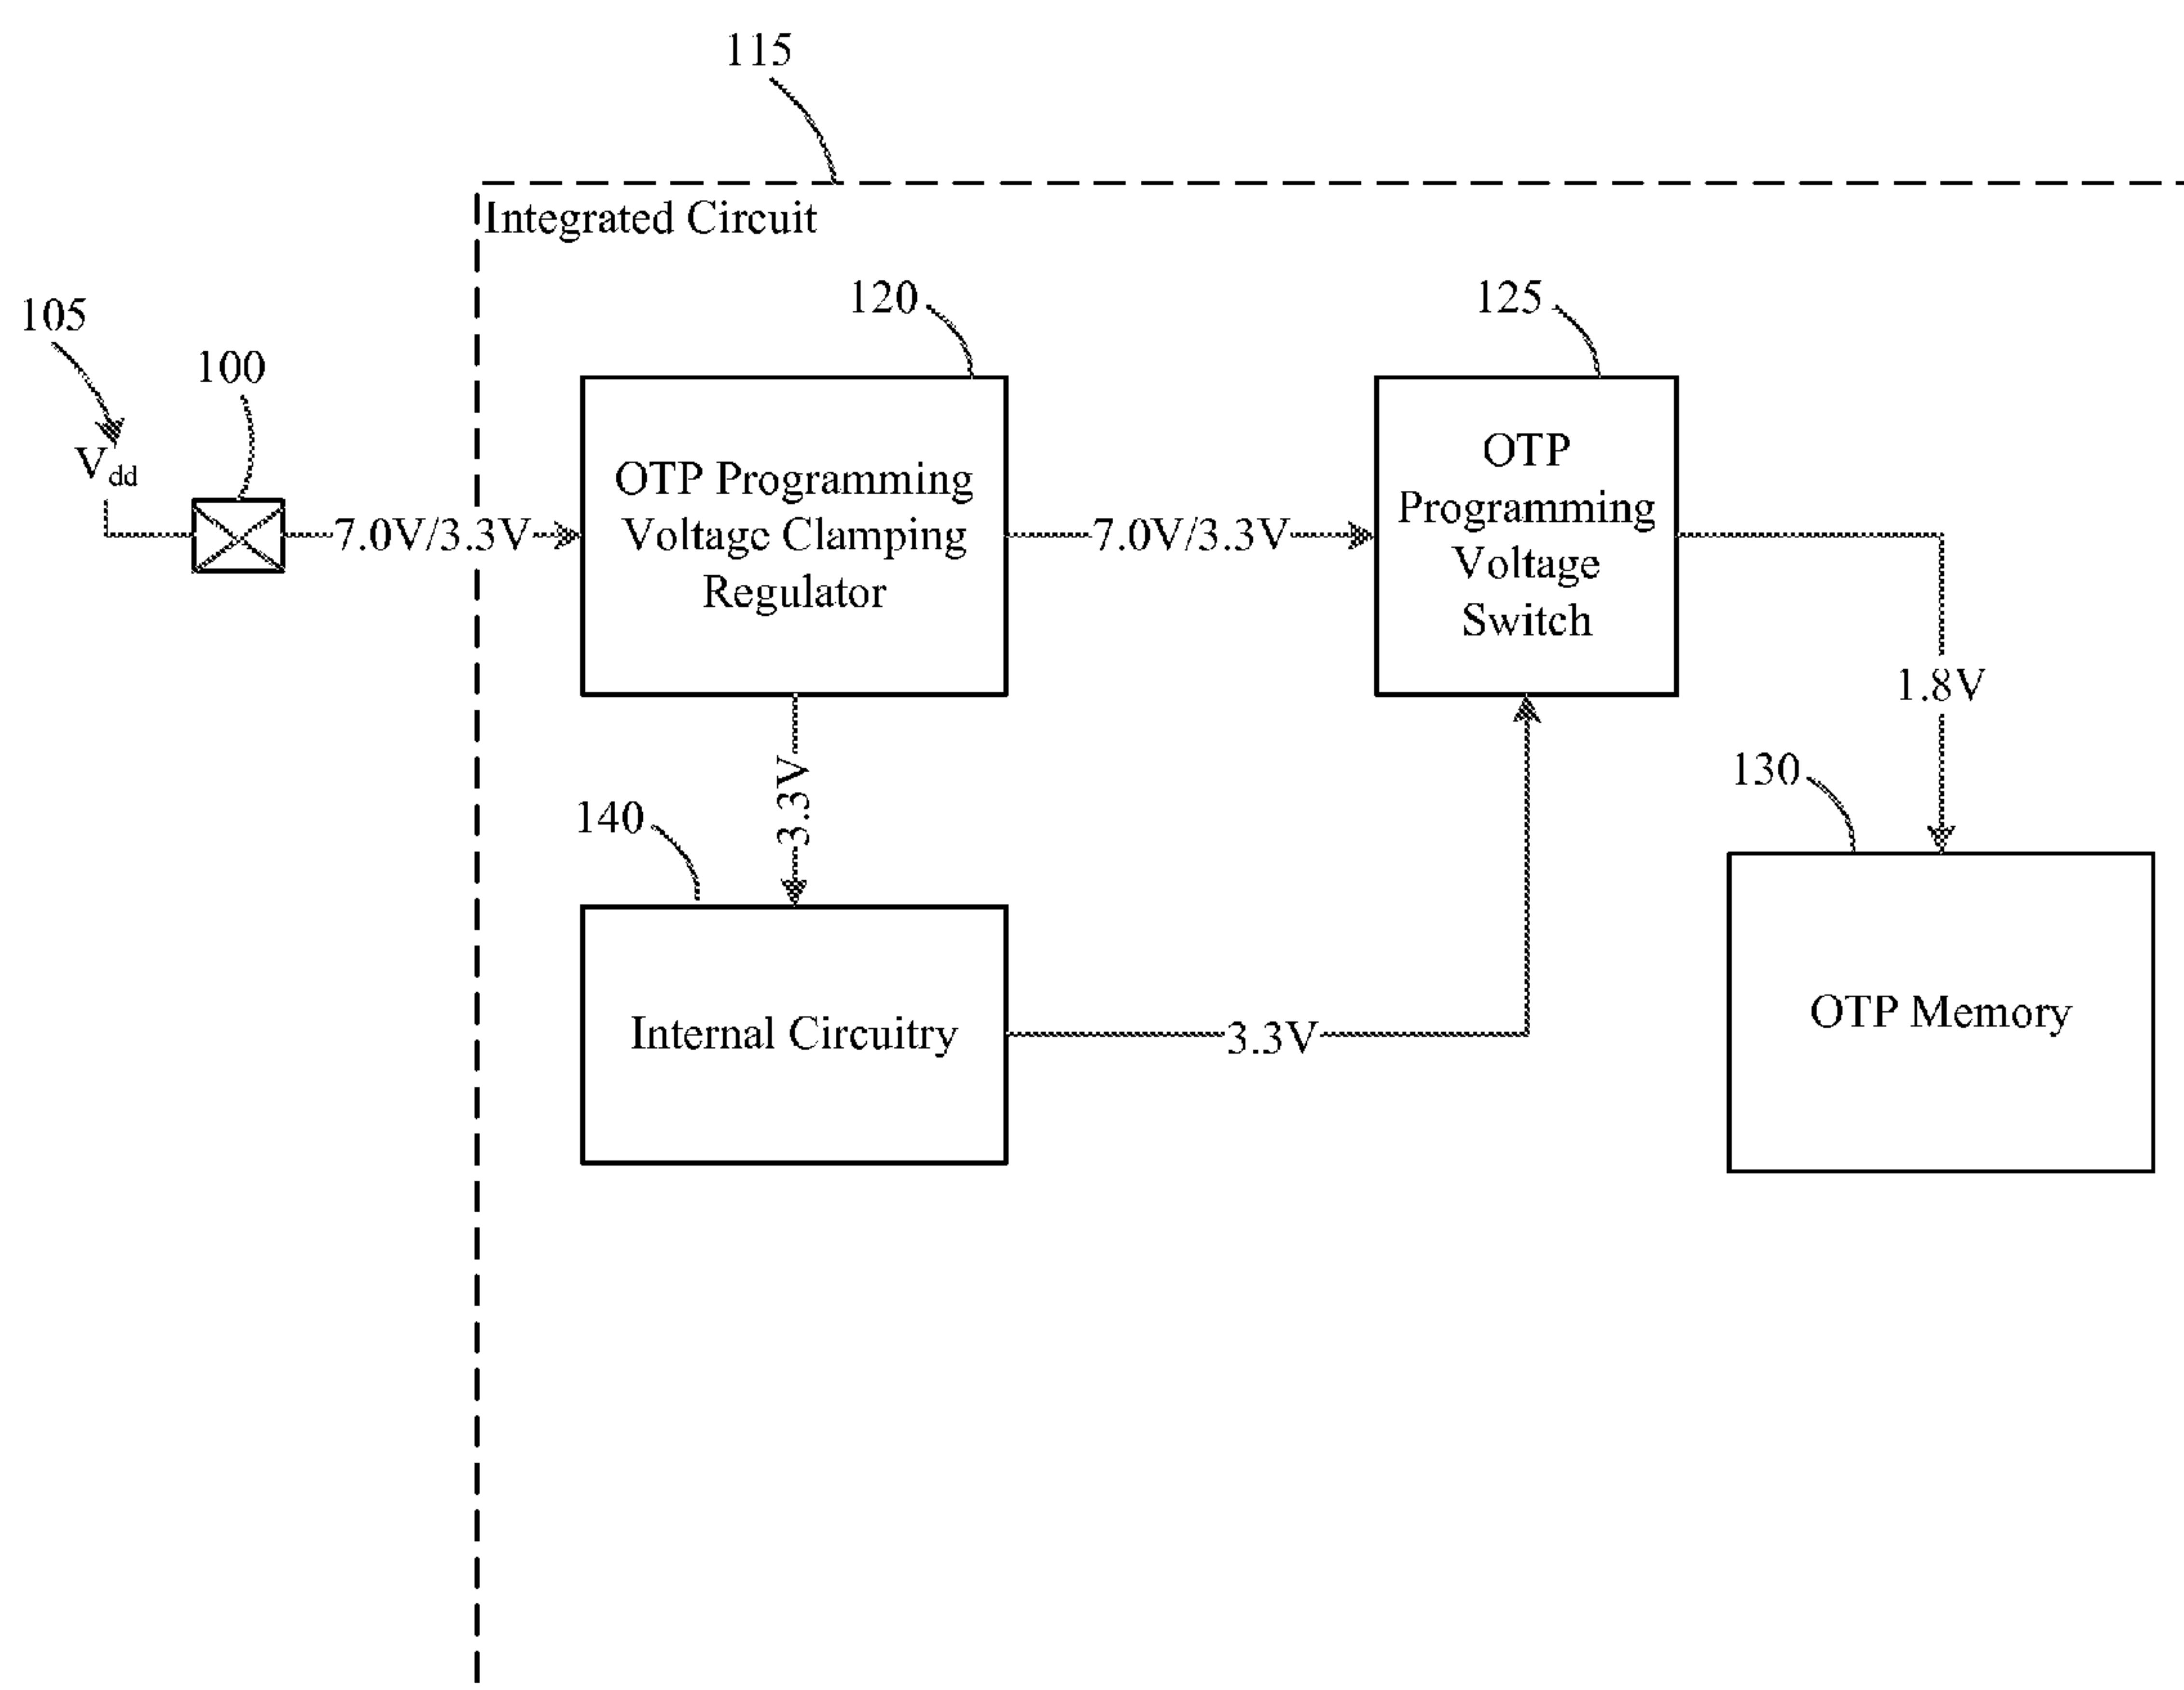 115
Integrated Circuit
105
100
120
125
V_dd
7.0V/3.3V
OTP Programming
Voltage Clamping
Regulator
7.0V/3.3V
OTP
Programming
Voltage
Switch
1.8V
3.3V
140
130
Internal Circuitry
3.3V
OTP Memory